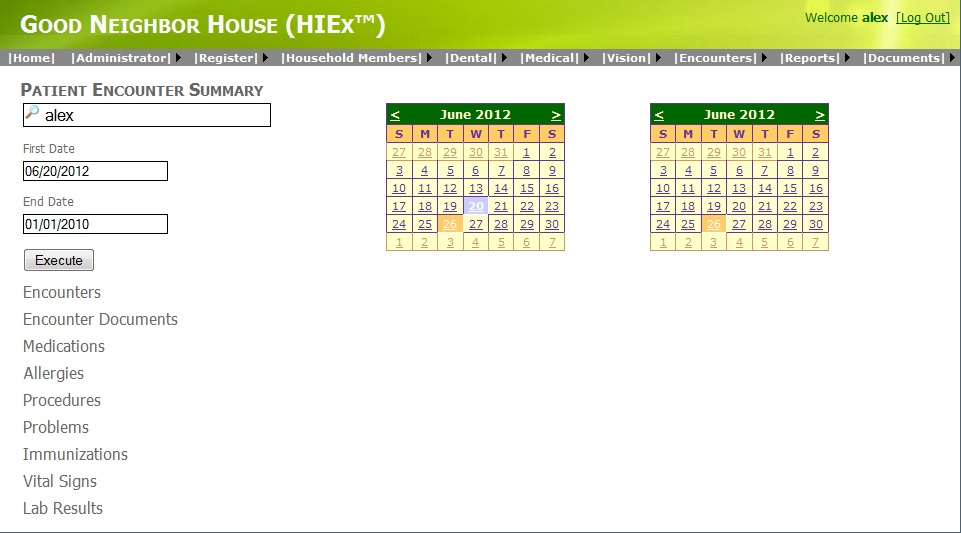 GOOD NEIGHBOR HOUSE (HIEX™)
Welcome alex [Log Out]
|Home| |Administrator| |Register| |Household Members| |Dental| |Medical| |Vision| |Encounters| |Reports| |Documents|
PATIENT ENCOUNTER SUMMARY
alex
First Date
06/20/2012
End Date
01/01/2010
Execute
Encounters
Encounter Documents
Medications
Allergies
Procedures
Problems
Immunizations
Vital Signs
Lab Results
< June 2012 >
S M T W T F S
27 28 29 30 31 1 2
3 4 5 6 7 8 9
10 11 12 13 14 15 16
17 18 19 20 21 22 23
24 25 26 27 28 29 30
1 2 3 4 5 6 7
< June 2012 >
S M T W T F S
27 28 29 30 31 1 2
3 4 5 6 7 8 9
10 11 12 13 14 15 16
17 18 19 20 21 22 23
24 25 26 27 28 29 30
1 2 3 4 5 6 7